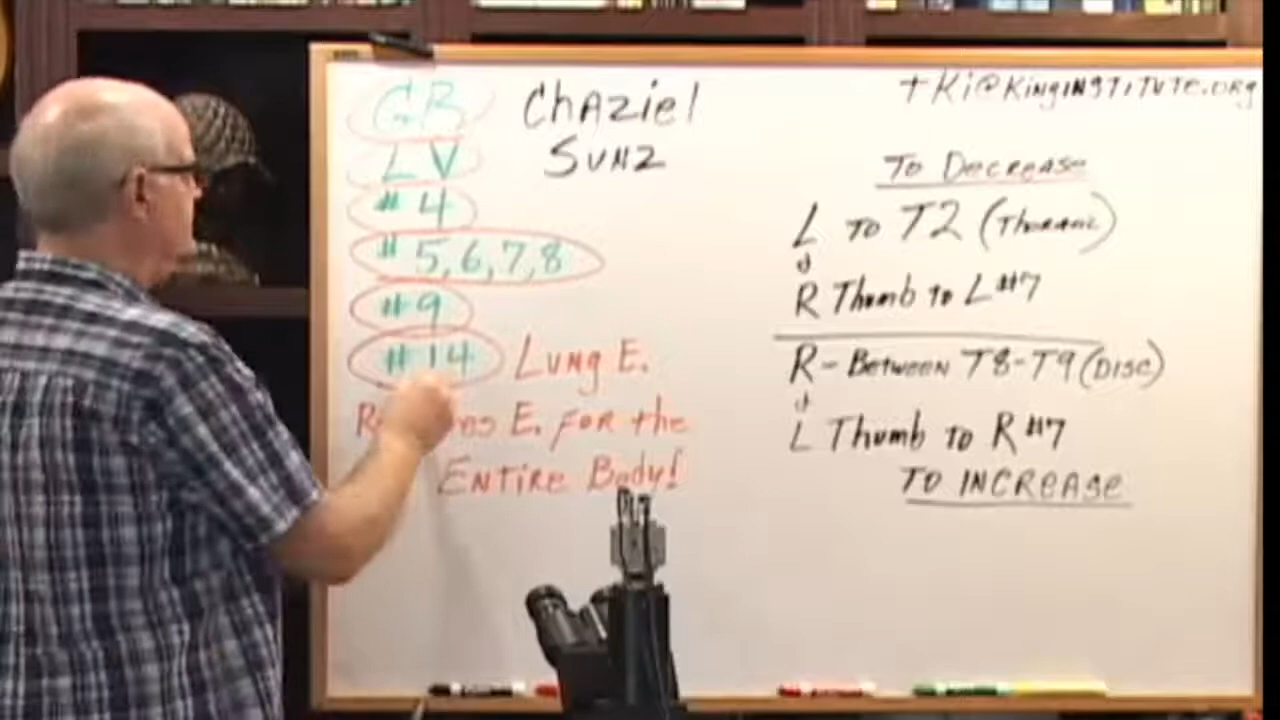 GB
LV
# 4
# 5,6,7,8
# 9
# 14 Lung E.
E. FOR the
ENTIRE Body!
ChAZiel
SUNZ
+Ki@KingINSTITUTE.ORG
To DECREASE
L TO T2 (Thoracic)
&
R Thumb to L #7
R - BETWEEN T8-T9 (DISC)
&
L Thumb to R #7
TO INCREASE